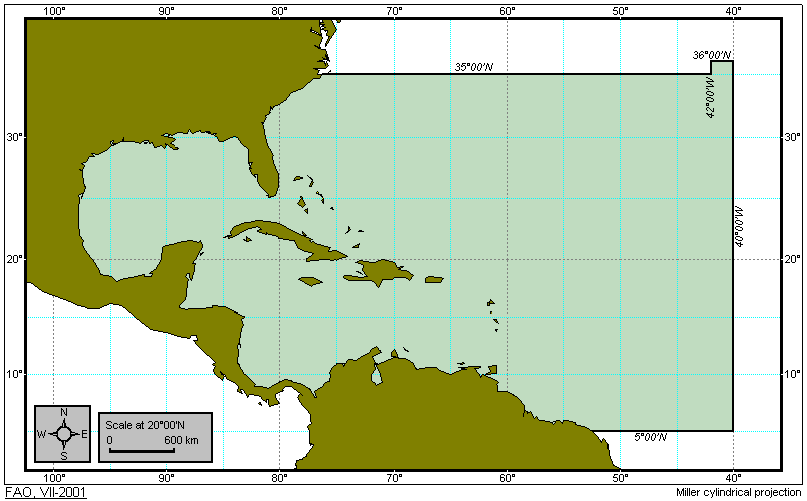 100° 90° 80° 70° 60° 50° 40°
36°00'N
35°00'N
42°00'W
30° 30°
40°00'W
20° 20°
10° 10°
N
W E
S
Scale at 20°00'N
0 600 km
5°00'N
100° 90° 80° 70° 60° 50° 40°
FAO, VII-2001 Miller cylindrical projection